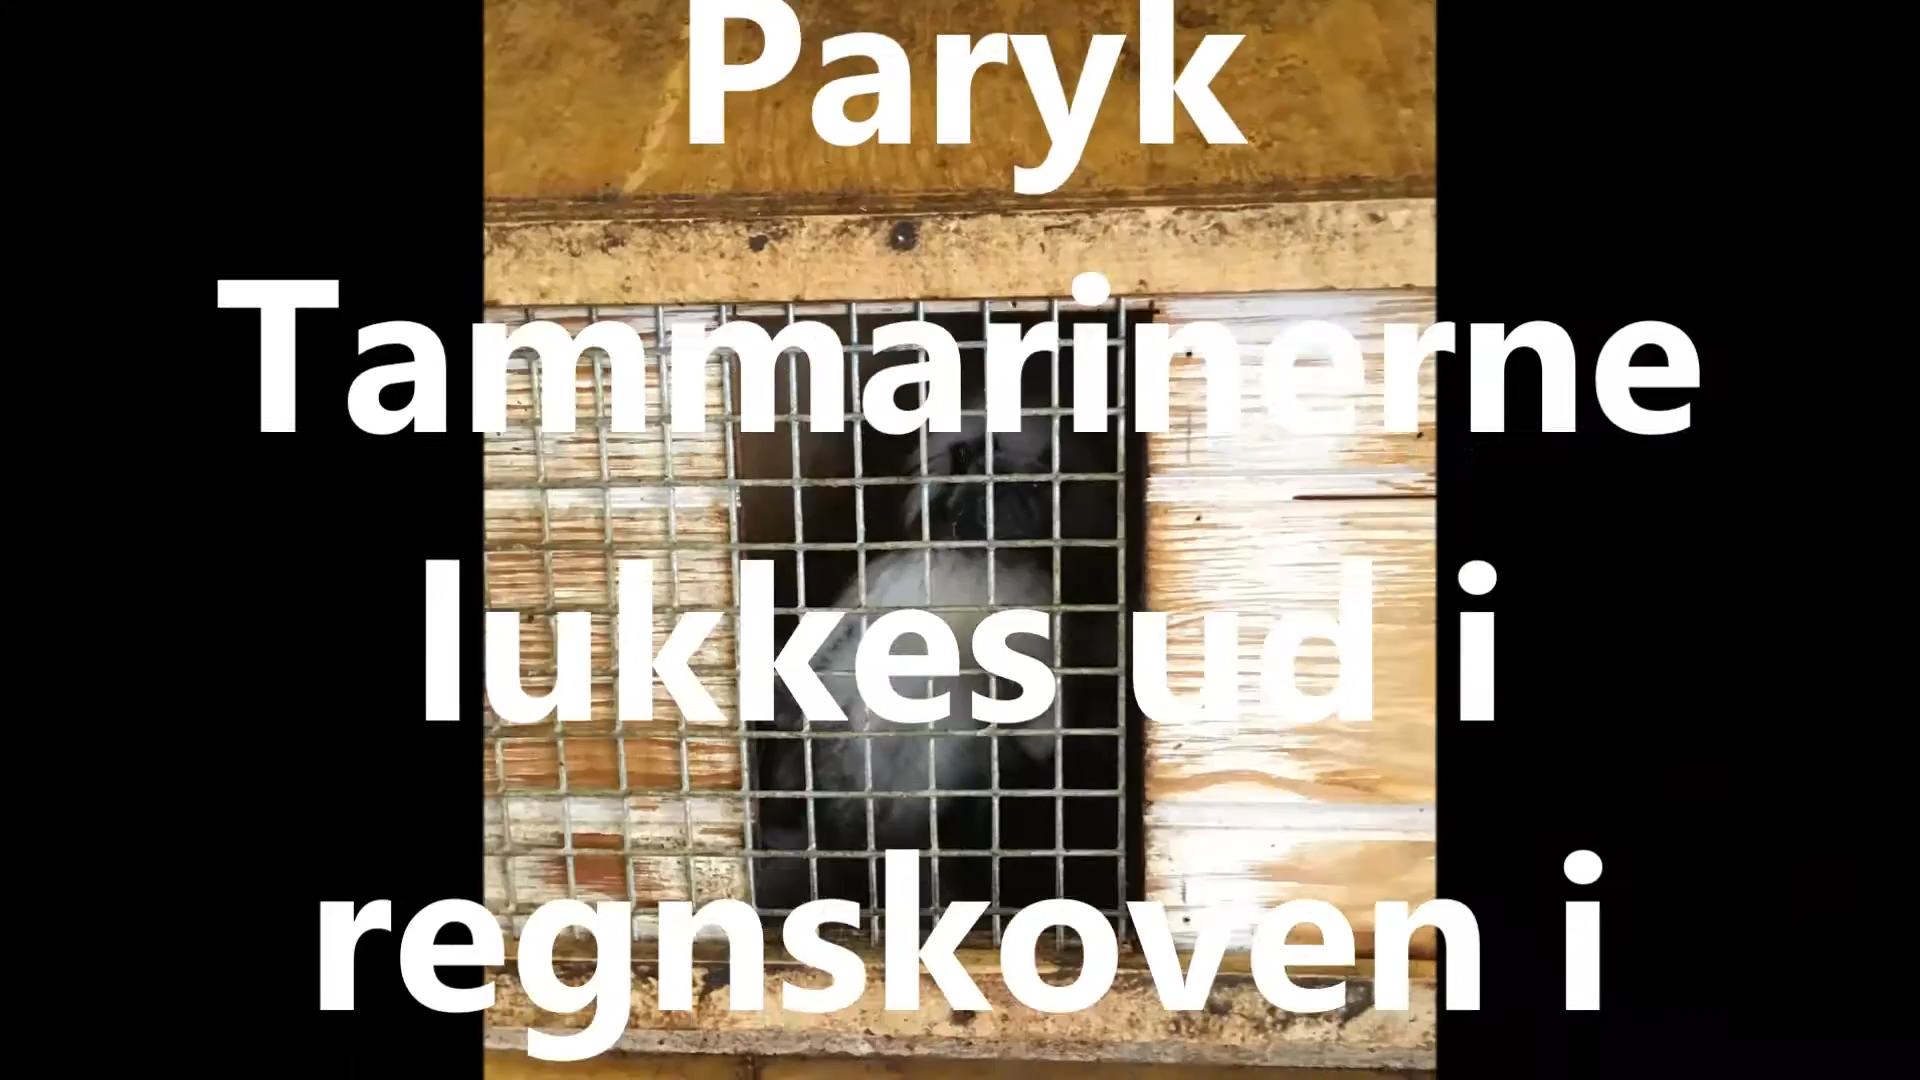 Paryk
Tammarinerne
lukkes ud i
regnskoven i